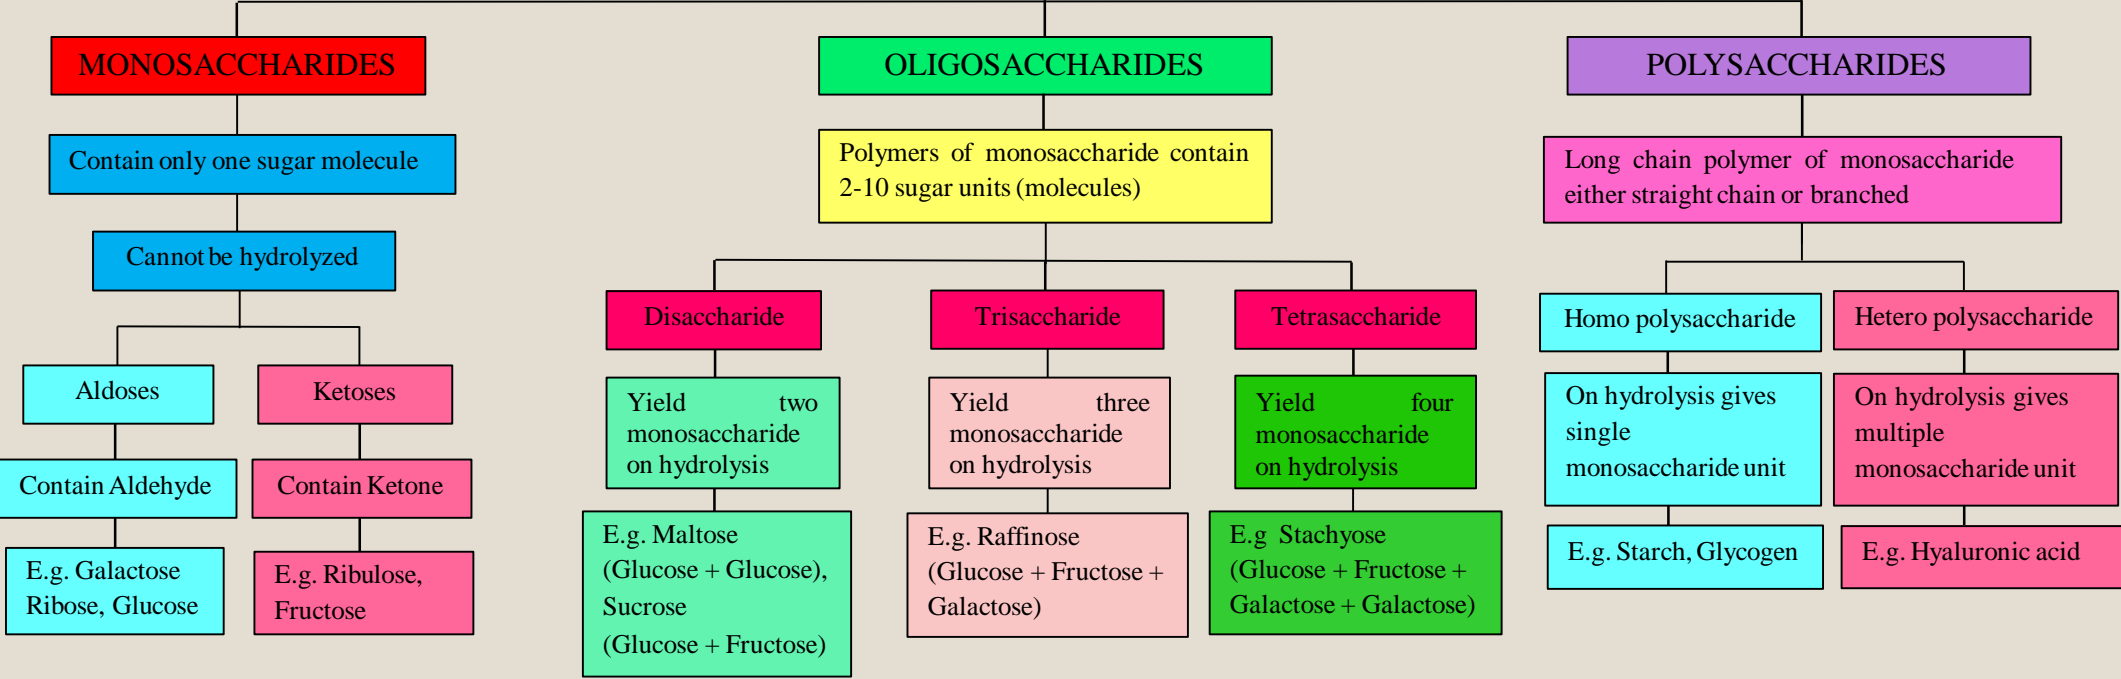 MONOSACCHARIDES
Contain only one sugar molecule
Cannot be hydrolyzed
Aldoses
Contain Aldehyde
E.g. Galactose
Ribose, Glucose
Ketoses
Contain Ketone
E.g. Ribulose,
Fructose
OLIGOSACCHARIDES
Polymers of monosaccharide contain
2-10 sugar units (molecules)
Disaccharide
Yield two
monosaccharide
on hydrolysis
E.g. Maltose
(Glucose + Glucose),
Sucrose
(Glucose + Fructose)
Trisaccharide
Yield three
monosaccharide
on hydrolysis
E.g. Raffinose
(Glucose + Fructose +
Galactose)
Tetrasaccharide
Yield four
monosaccharide
on hydrolysis
E.g Stachyose
(Glucose + Fructose +
Galactose + Galactose)
POLYSACCHARIDES
Long chain polymer of monosaccharide
either straight chain or branched
Homo polysaccharide
On hydrolysis gives
single
monosaccharide unit
E.g. Starch, Glycogen
Hetero polysaccharide
On hydrolysis gives
multiple
monosaccharide unit
E.g. Hyaluronic acid